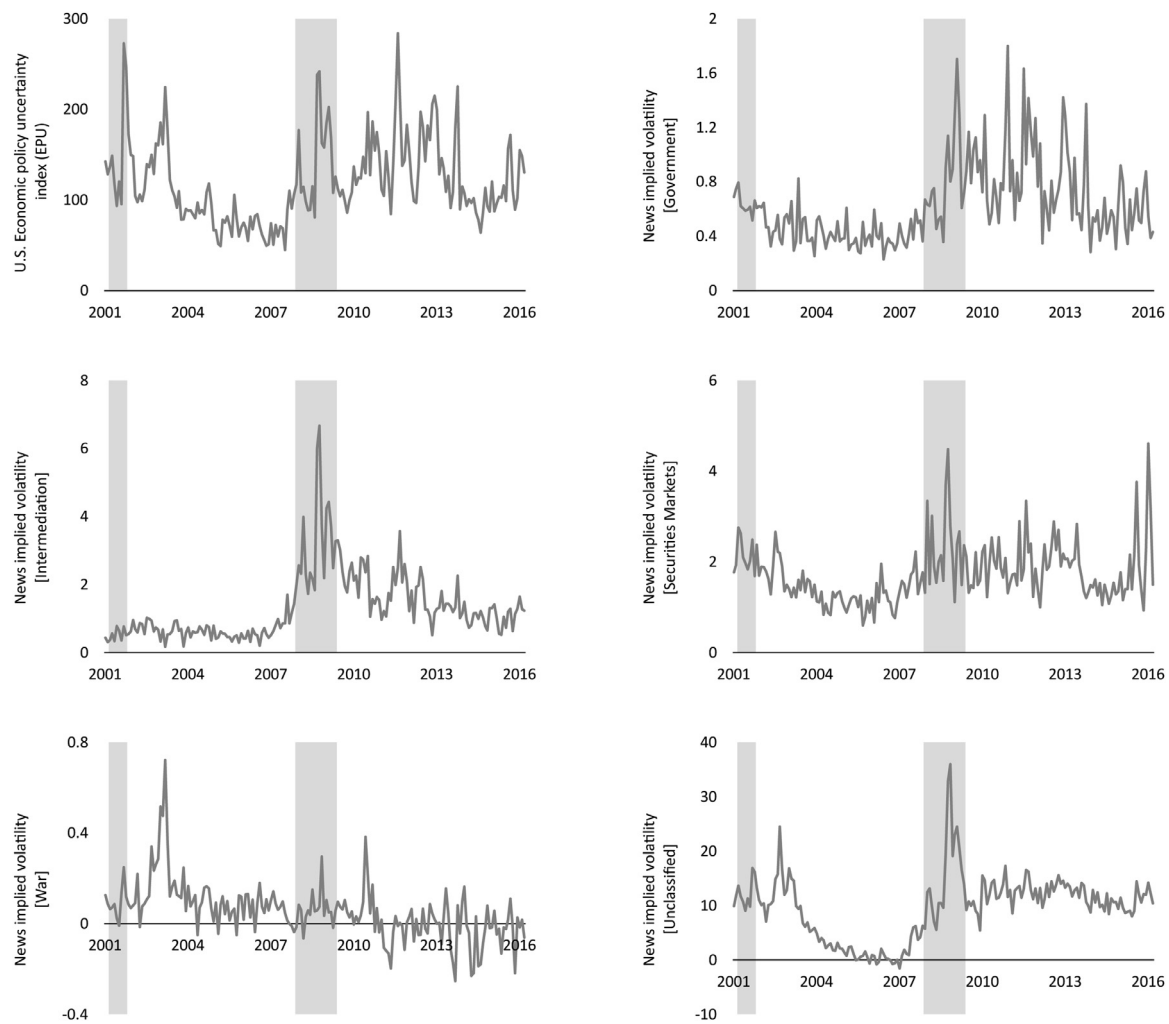 U.S. Economic policy uncertainty
index (EPU)
300
200
100
0
2001 2004 2007 2010 2013 2016
News implied volatility
[Government]
2
1.6
1.2
0.8
0.4
0
2001 2004 2007 2010 2013 2016
News implied volatility
[Intermediation]
8
6
4
2
0
2001 2004 2007 2010 2013 2016
News implied volatility
[Securities Markets]
6
4
2
0
2001 2004 2007 2010 2013 2016
News implied volatility
[War]
0.8
0.4
0
-0.4
2001 2004 2007 2010 2013 2016
News implied volatility
[Unclassified]
40
30
20
10
0
-10
2001 2004 2007 2010 2013 2016